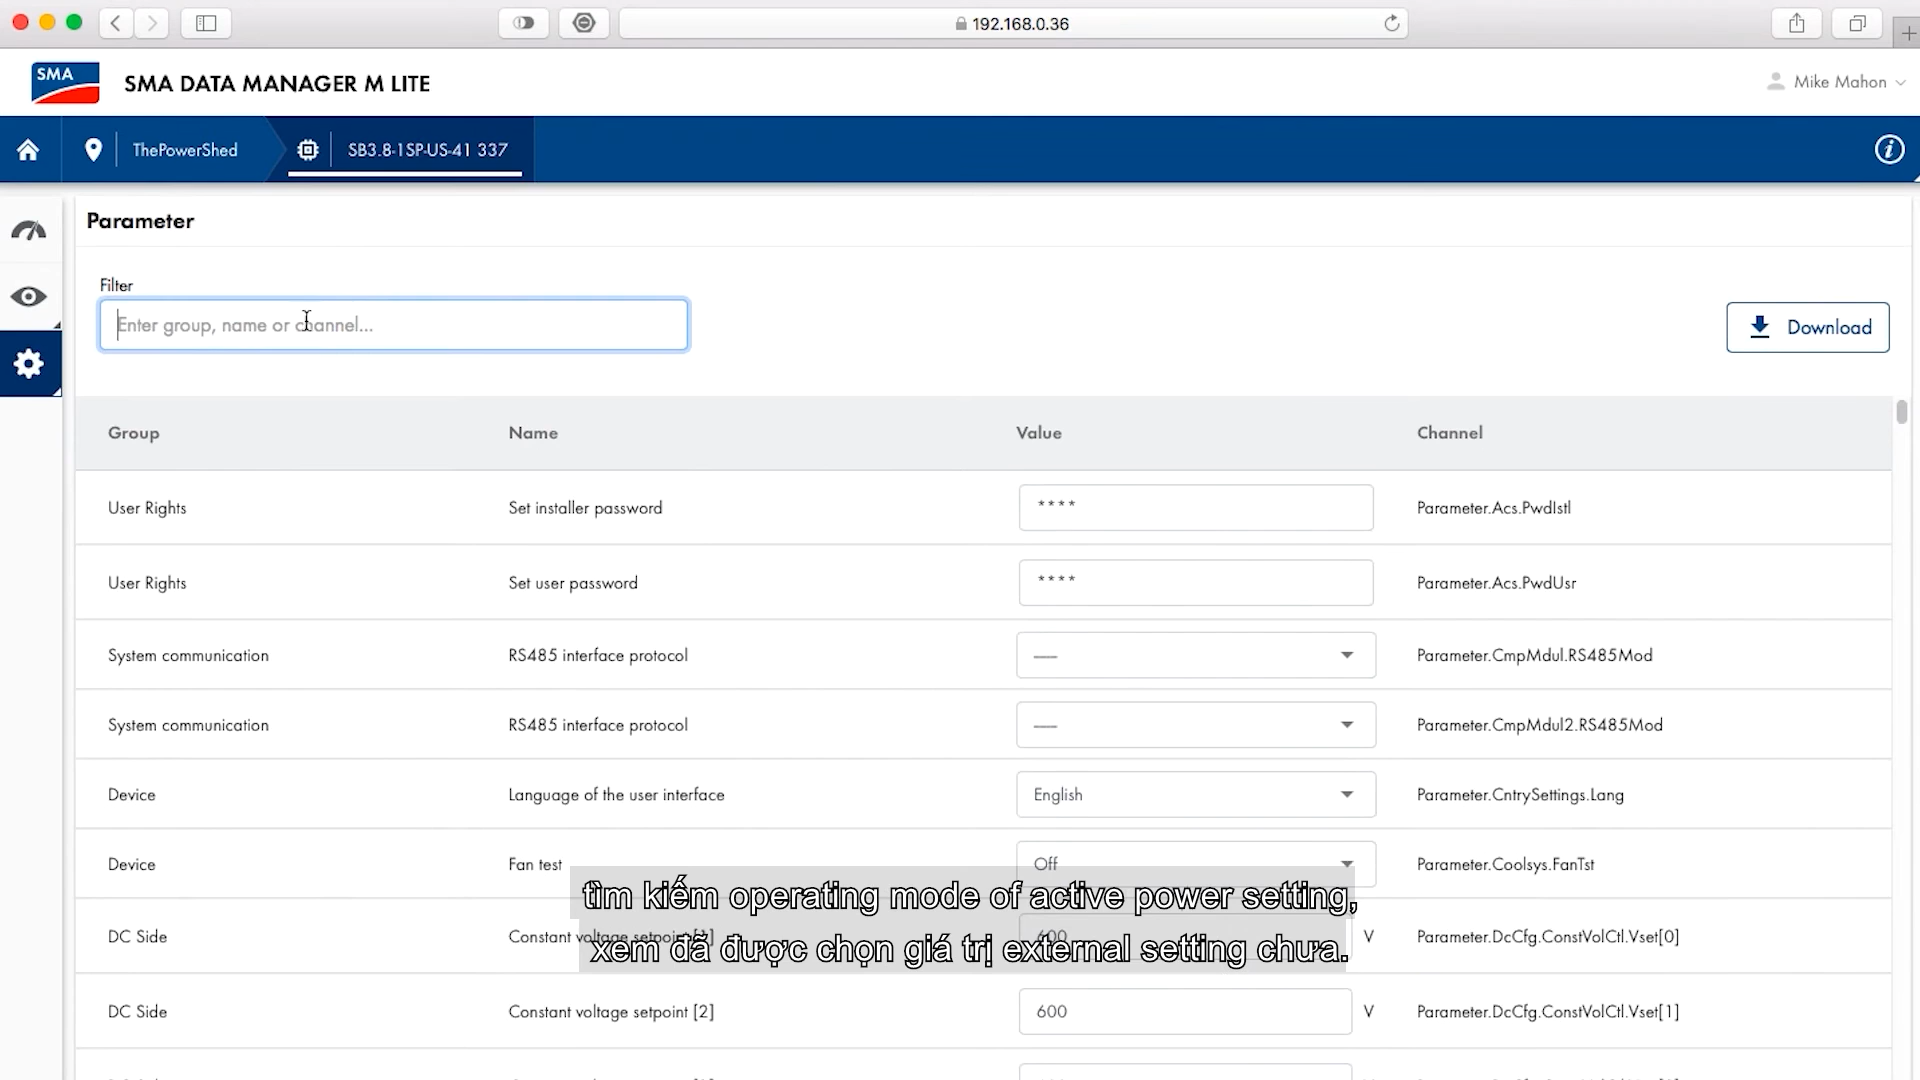 192.168.0.36
SMA
SMA DATA MANAGER M LITE
Mike Mahon
ThePowerShed
SB3.8-1SP-US-41 337
Parameter
Filter
Enter group, name or channel...
Download
Group Name Value Channel
User Rights Set installer password **** Parameter.Acs.PwdIstl
User Rights Set user password **** Parameter.Acs.PwdUsr
System communication RS485 interface protocol — Parameter.CmpMdul.RS485Mod
System communication RS485 interface protocol — Parameter.CmpMdul2.RS485Mod
Device Language of the user interface English Parameter.CntrySettings.Lang
Device Fan test Off Parameter.Coolsys.FanTst
tìm kiếm operating mode of active power setting,
DC Side Constant voltage setpoint [1] 600 V Parameter.DcCfg.ConstVolCtl.Vset[0]
xem đã được chọn giá trị external setting chưa.
DC Side Constant voltage setpoint [2] 600 V Parameter.DcCfg.ConstVolCtl.Vset[1]